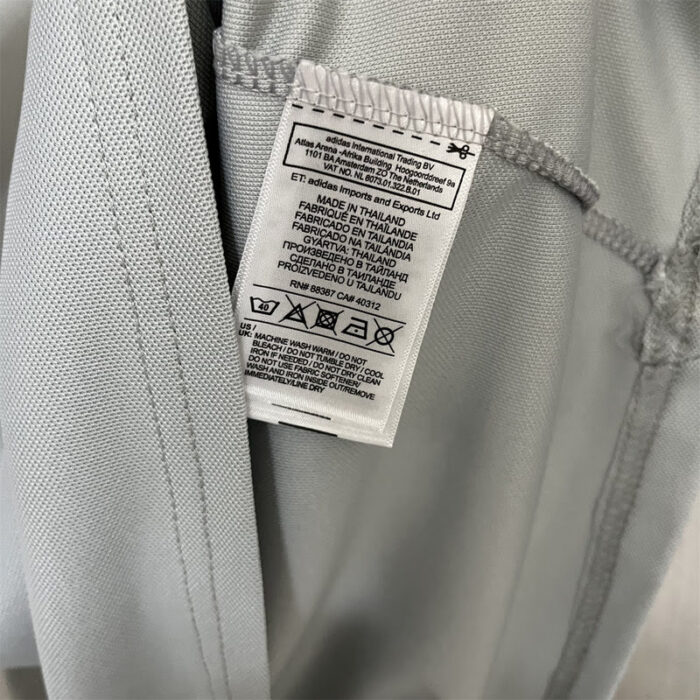 adidas International Trading BV
Atlas Arena -Afrika Building Hoogoorddreef 9a
1101 BA Amsterdam ZO The Netherlands
VAT NO. NL 8073.01.322.B.01
ET: adidas Imports and Exports Ltd
MADE IN THAILAND
FABRIQUÉ EN THAÏLANDE
FABRICADO EN TAILANDIA
FABRICADO NA TAILÂNDIA
GYÁRTVA: THAILAND
ПРОИЗВЕДЕНО В ТАЙЛАНД
СДЕЛАНО В ТАИЛАНДЕ
PROIZVEDENO U TAJLANDU
RN# 88387 CA# 40312
40
US /
UK: MACHINE WASH WARM / DO NOT
BLEACH / DO NOT TUMBLE DRY / COOL
IRON IF NEEDED / DO NOT DRY CLEAN
/DO NOT USE FABRIC SOFTENER/
WASH AND IRON INSIDE OUT/REMOVE
IMMEDIATELY/LINE DRY